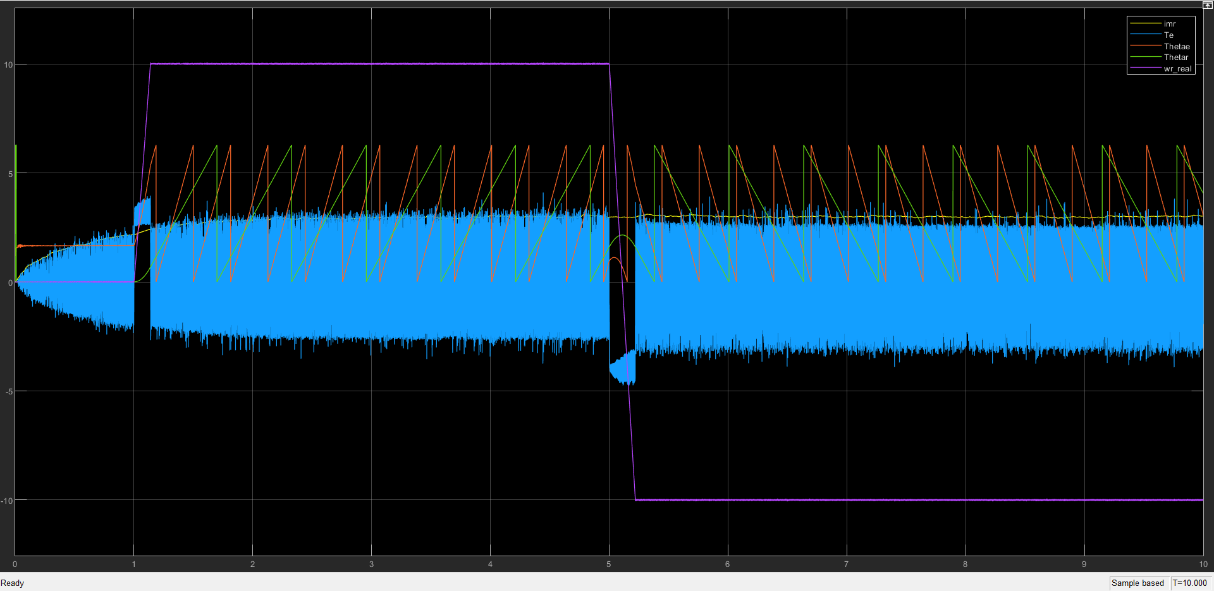 imr
Te
Thetae
Thetar
wr_real
10
5
0
-5
-10
0 1 2 3 4 5 6 7 8 9 10
Ready Sample based T=10.000